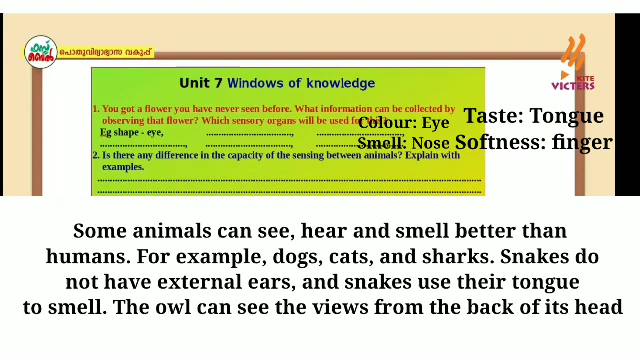 ഫസ്റ്റ്
ബെൽ
പൊതുവിദ്യാഭ്യാസ വകുപ്പ്
KITE
VICTERS
Unit 7 Windows of knowledge
1. You got a flower you have never seen before. What information can be collected by
observing that flower? Which sensory organs will be used for
Eg shape - eye, ..............................., ...............................,
..............................., ..............................., ...............................
Colour: Eye Taste: Tongue
Smell: Nose Softness: finger
2. Is there any difference in the capacity of the sensing between animals? Explain with
examples.
Some animals can see, hear and smell better than
humans. For example, dogs, cats, and sharks. Snakes do
not have external ears, and snakes use their tongue
to smell. The owl can see the views from the back of its head